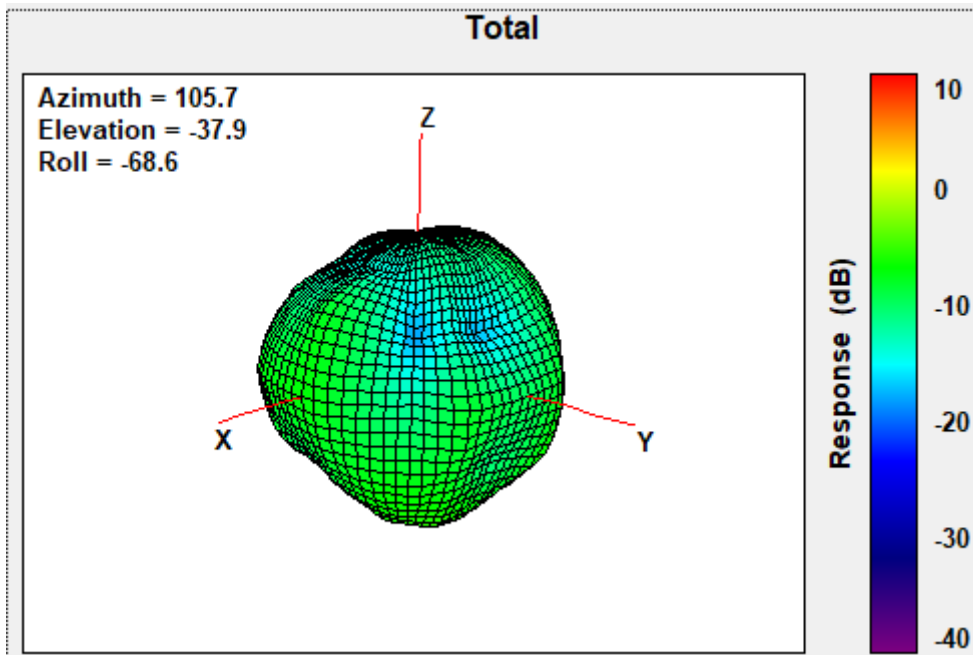 Total
Azimuth = 105.7
Elevation = -37.9
Roll = -68.6
Z
X
Y
10
0
-10
-20
-30
-40
Response (dB)